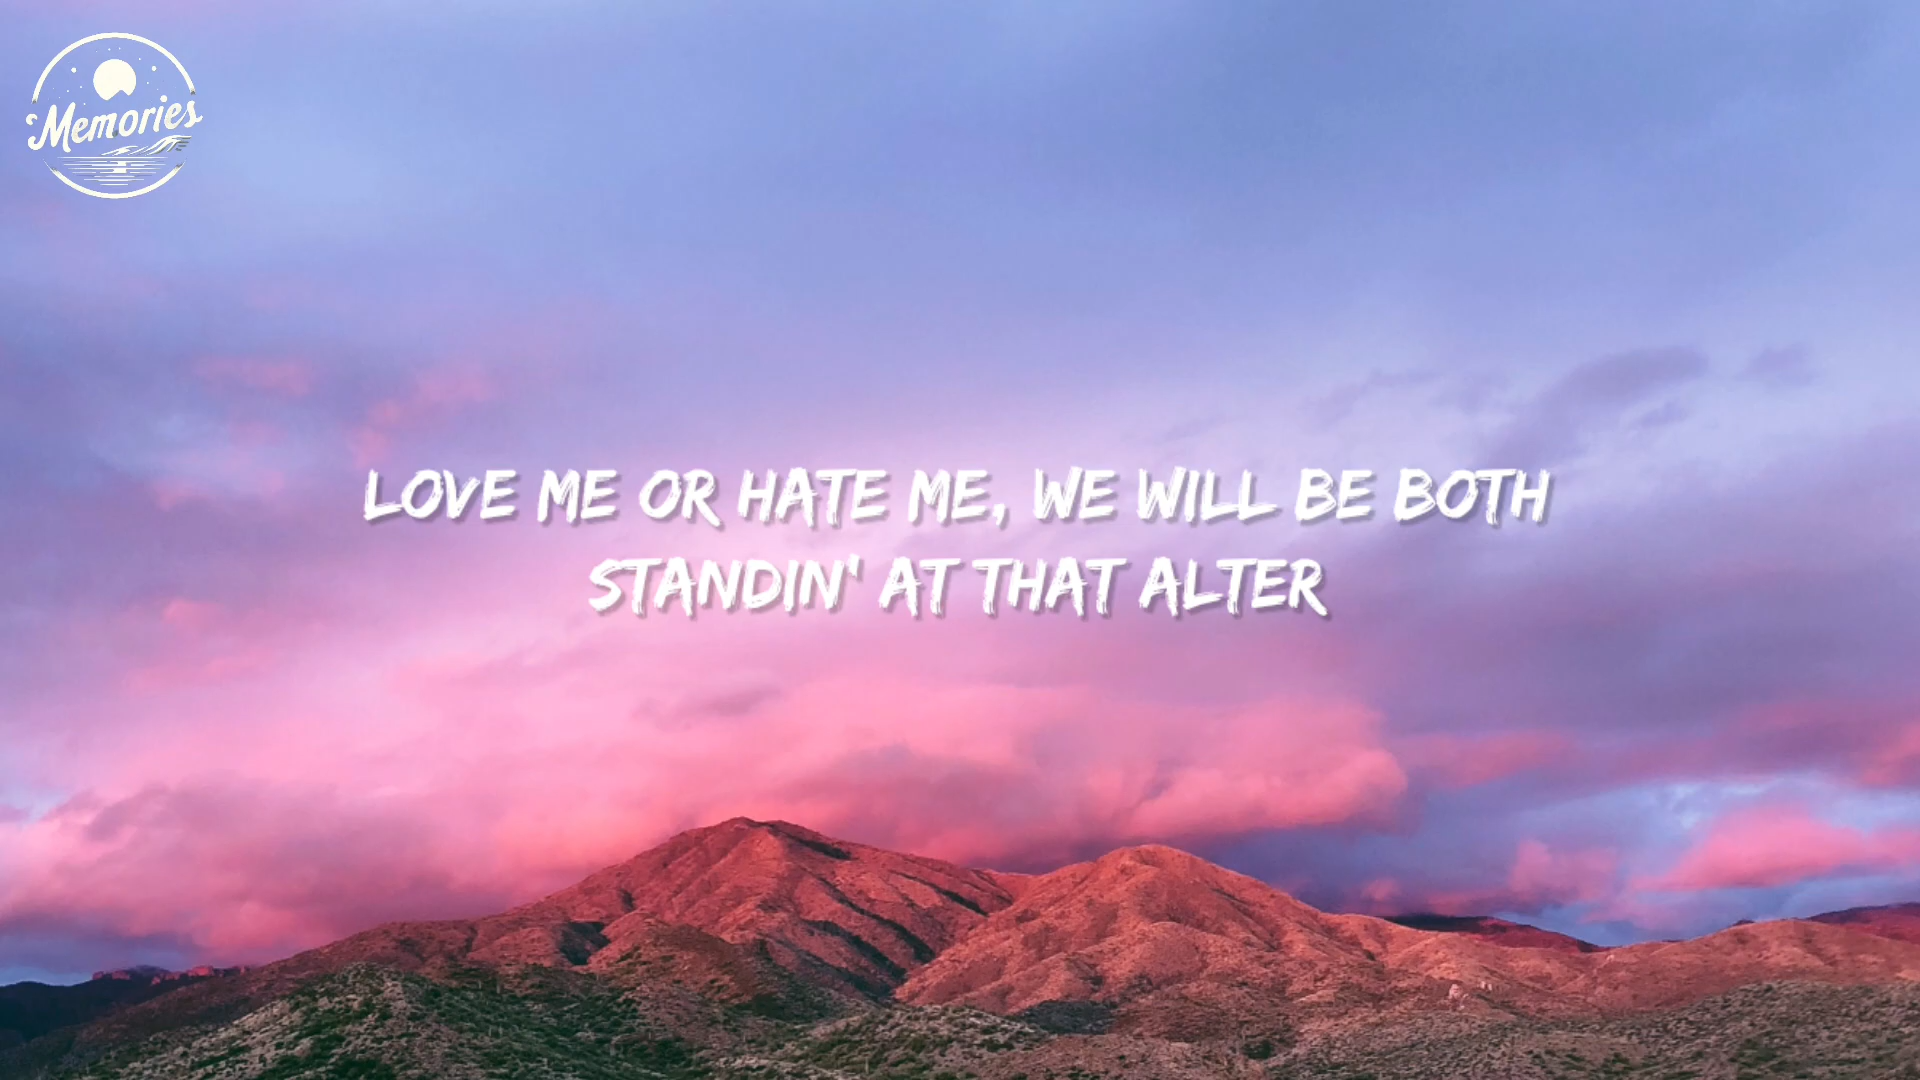 Memories
LOVE ME OR HATE ME, WE WILL BE BOTH
STANDIN' AT THAT ALTER